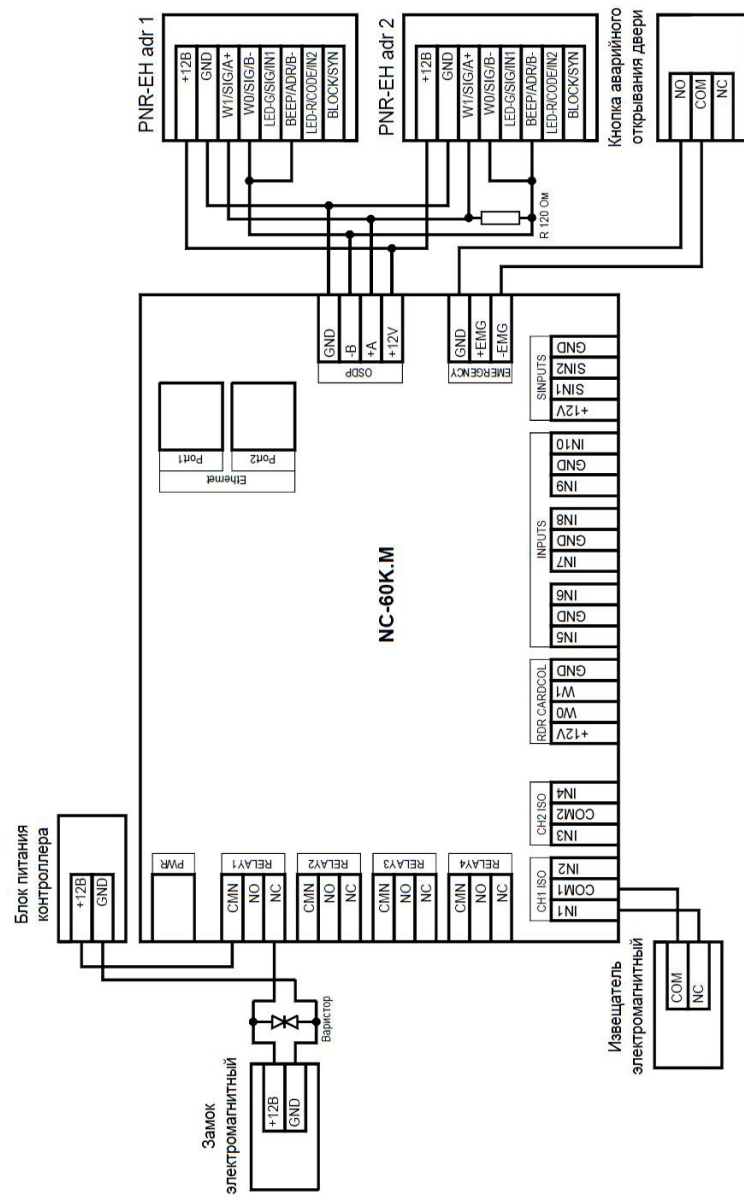 PNR-EH adr 1
+12В
GND
W1/SIG/A+
W0/SIG/B-
LED-G/SIG/IN1
BEEP/ADR/B-
LED-R/CODE/IN2
BLOCK/SYN
PNR-EH adr 2
+12В
GND
W1/SIG/A+
W0/SIG/B-
LED-G/SIG/IN1
BEEP/ADR/B-
LED-R/CODE/IN2
BLOCK/SYN
Кнопка аварийного
открывания двери
NO
COM
NC
R 120 Ом
GND
-B
+A
+12V
OSDP
GND
+EMG
-EMG
EMERGENCY
Port1
Port2
Ethernet
NC-60K.M
SINPUTS
GND
SIN2
SIN1
+12V
INPUTS
IN10
GND
IN9
IN8
GND
IN7
IN6
GND
IN5
RDR CARDCOL
GND
W1
W0
+12V
CH2 ISO
IN4
COM2
IN3
CH1 ISO
IN2
COM1
IN1
PWR
RELAY1
CMN
NO
NC
RELAY2
CMN
NO
NC
RELAY3
CMN
NO
NC
RELAY4
CMN
NO
NC
Блок питания
контроллера
+12В
GND
Варистор
Замок
электромагнитный
+12В
GND
Извещатель
электромагнитный
COM
NC